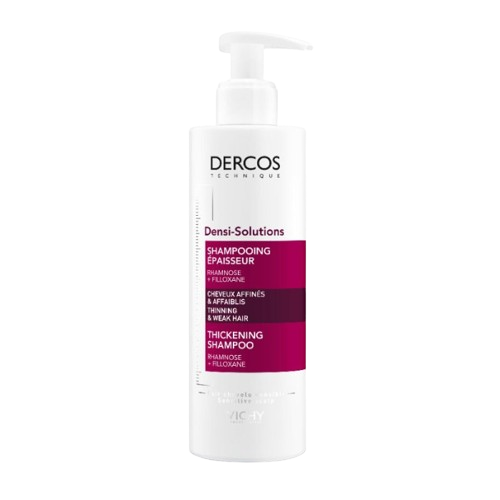 DERCOS
TECHNIQUE
Densi-Solutions
SHAMPOOING
ÉPAISSEUR
RHAMNOSE
+ FILLOXANE
CHEVEUX AFFINÉS
& AFFAIBLIS
THINNING
& WEAK HAIR
THICKENING
SHAMPOO
RHAMNOSE
+ FILLOXANE
VICHY